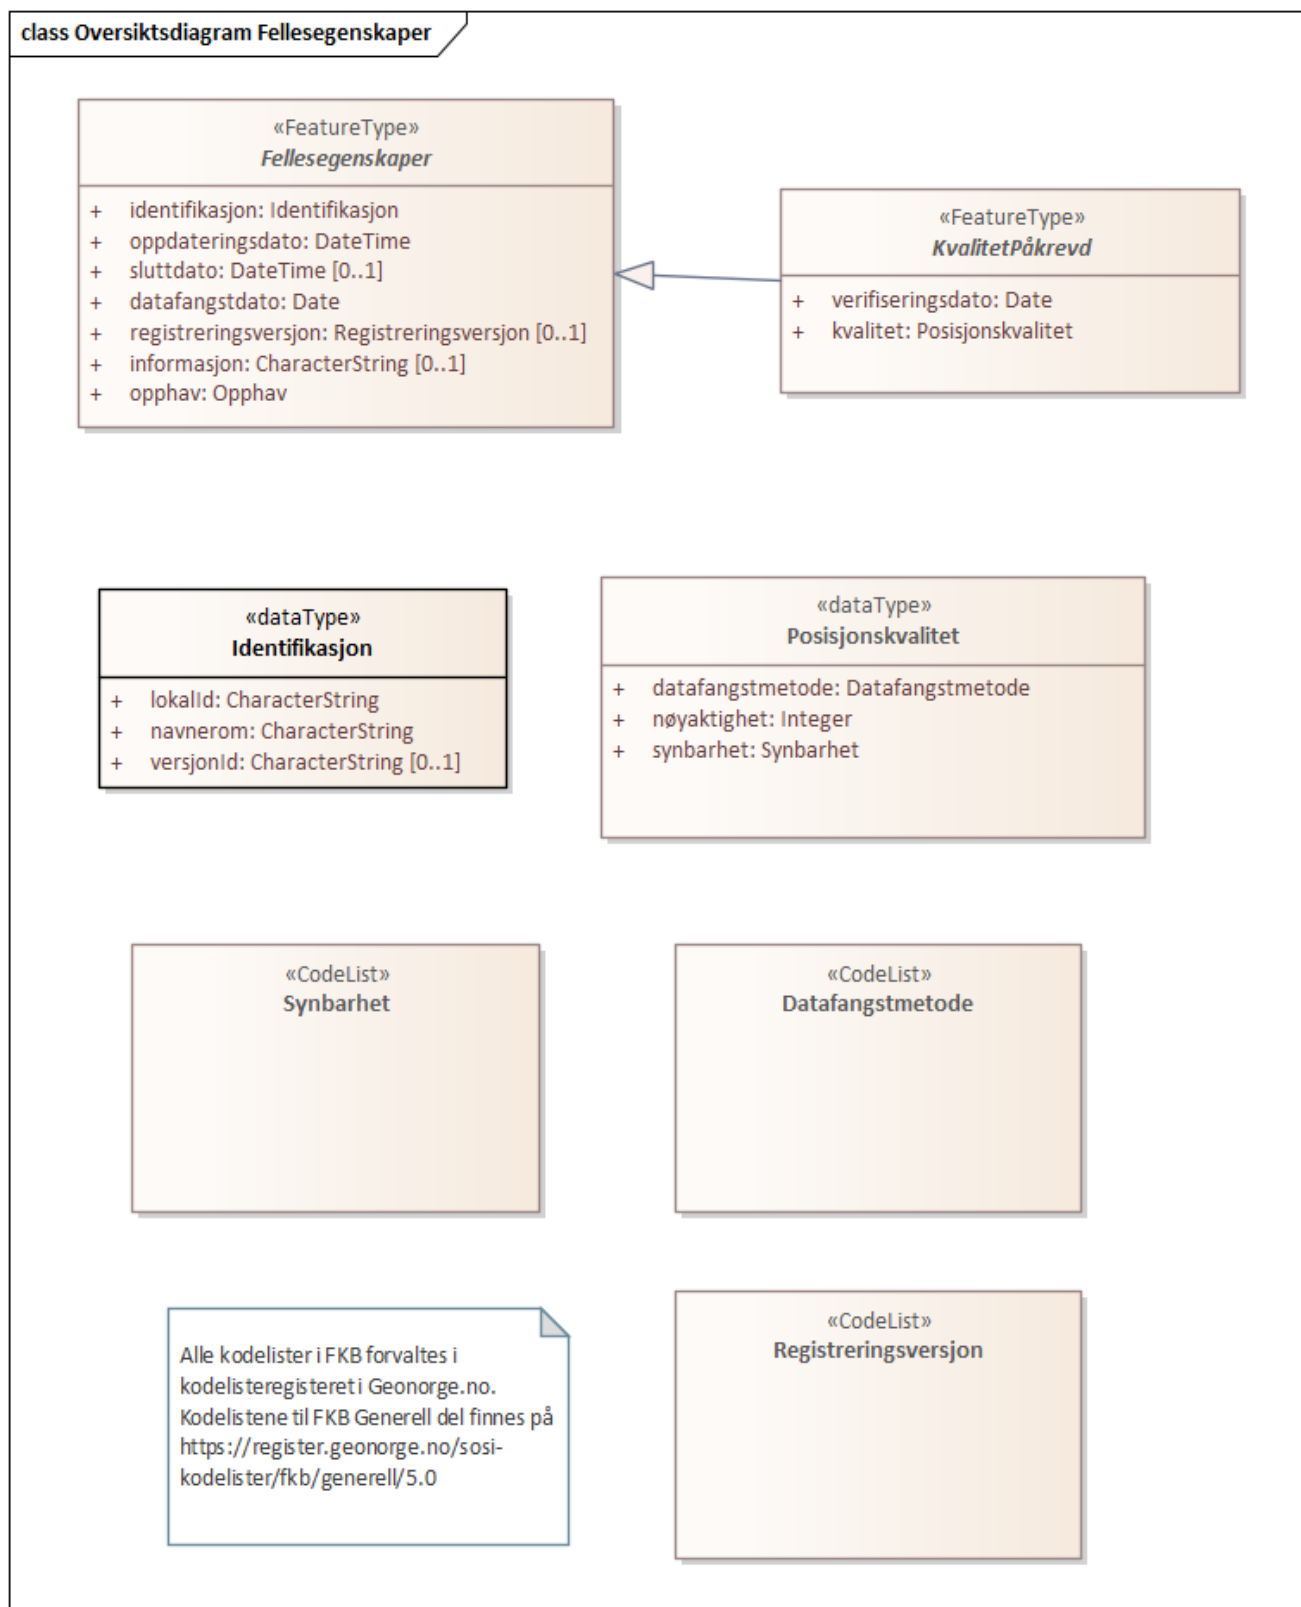 class Oversiktsdiagram Fellesegenskaper
«FeatureType»
Fellesegenskaper
+ identifikasjon: Identifikasjon
+ oppdateringsdato: DateTime
+ sluttdato: DateTime [0..1]
+ datafangstdato: Date
+ registreringsversjon: Registreringsversjon [0..1]
+ informasjon: CharacterString [0..1]
+ opphav: Opphav
«FeatureType»
KvalitetPåkrevd
+ verifiseringsdato: Date
+ kvalitet: Posisjonskvalitet
«dataType»
Identifikasjon
+ lokalId: CharacterString
+ navnerom: CharacterString
+ versjonId: CharacterString [0..1]
«dataType»
Posisjonskvalitet
+ datafangstmetode: Datafangstmetode
+ nøyaktighet: Integer
+ synbarhet: Synbarhet
«CodeList»
Synbarhet
«CodeList»
Datafangstmetode
Alle kodelister i FKB forvaltes i
kodelisteregisteret i Geonorge.no.
Kodelistene til FKB Generell del finnes på
https://register.geonorge.no/sosi-
kodelister/fkb/generell/5.0
«CodeList»
Registreringsversjon